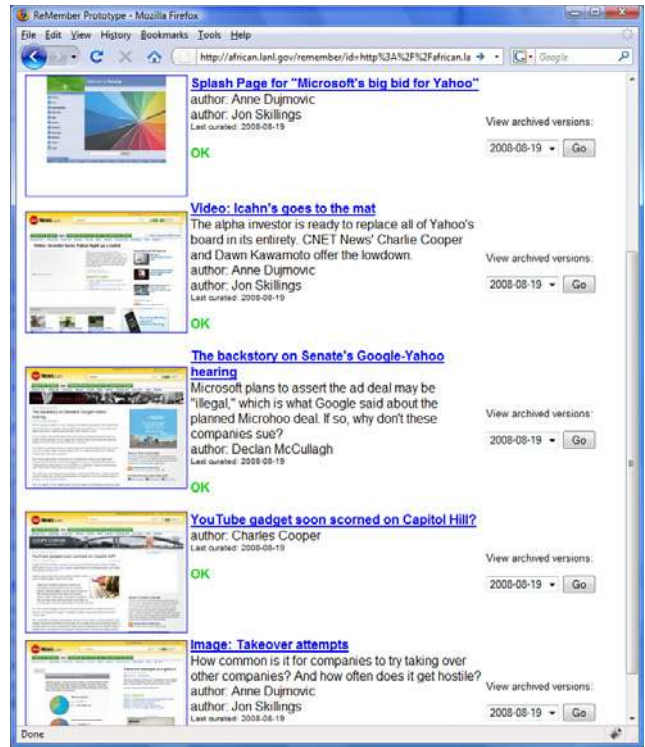 ReMember Prototype - Mozilla Firefox
File Edit View History Bookmarks Tools Help
http://african.lanl.gov/remember/id=http%3A%2F%2Fafrican.la
Google
Splash Page for "Microsoft's big bid for Yahoo"
author: Anne Dujmovic
author: Jon Skillings
Last curated: 2008-08-19
OK
View archived versions:
2008-08-19 Go
Video: Icahn's goes to the mat
The alpha investor is ready to replace all of Yahoo's
board in its entirety. CNET News' Charlie Cooper
and Dawn Kawamoto offer the lowdown.
author: Anne Dujmovic
author: Jon Skillings
Last curated: 2008-08-19
OK
View archived versions:
2008-08-19 Go
The backstory on Senate's Google-Yahoo
hearing
Microsoft plans to assert the ad deal may be
"illegal," which is what Google said about the
planned Microhoo deal. If so, why don't these
companies sue?
author: Declan McCullagh
Last curated: 2008-08-19
OK
View archived versions:
2008-08-19 Go
YouTube gadget soon scorned on Capitol Hill?
author: Charles Cooper
Last curated: 2008-08-19
OK
View archived versions:
2008-08-19 Go
Image: Takeover attempts
How common is it for companies to try taking over
other companies? And how often does it get hostile?
author: Anne Dujmovic
author: Jon Skillings
Last curated: 2008-08-19
View archived versions:
2008-08-19 Go
Done